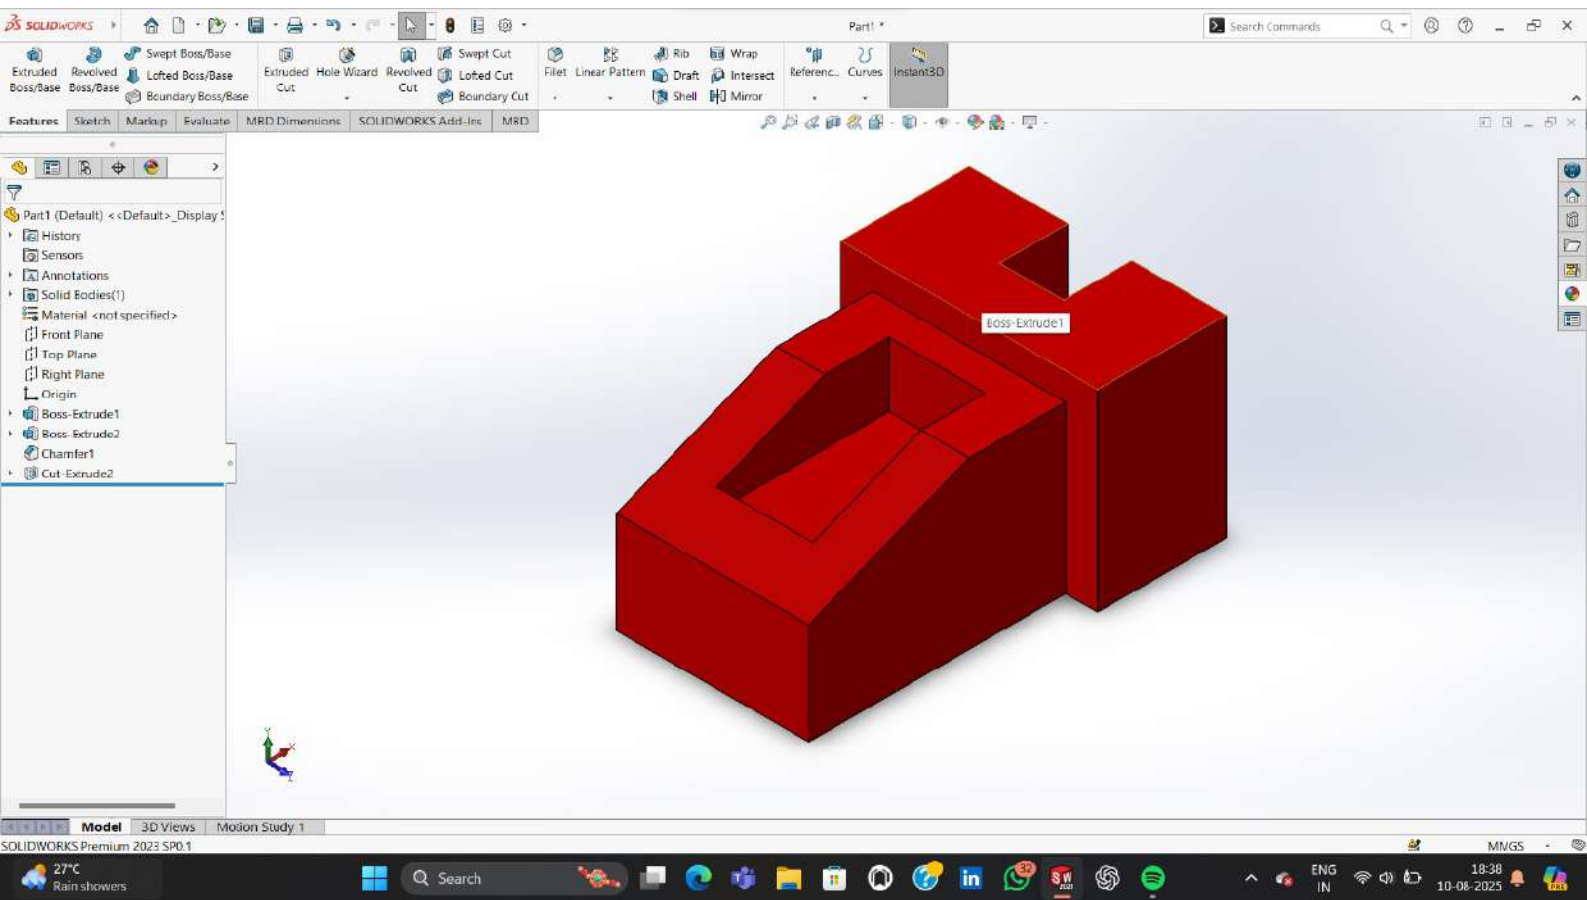 SOLIDWORKS
Part1 *
Search Commands
Extruded Boss/Base
Revolved Boss/Base
Swept Boss/Base
Lofted Boss/Base
Boundary Boss/Base
Extruded Cut
Hole Wizard
Revolved Cut
Swept Cut
Lofted Cut
Boundary Cut
Fillet
Linear Pattern
Rib
Draft
Shell
Wrap
Intersect
Mirror
Referenc...
Curves
Instant3D
Features Sketch Markup Evaluate MBD Dimensions SOLIDWORKS Add-Ins MBD
Part1 (Default) <<Default>_Display S
History
Sensors
Annotations
Solid Bodies(1)
Material <not specified>
Front Plane
Top Plane
Right Plane
Origin
Boss-Extrude1
Boss-Extrude2
Chamfer1
Cut-Extrude2
Boss-Extrude1
Y
X
Z
Model 3D Views Motion Study 1
SOLIDWORKS Premium 2023 SP0.1
MMGS
27°C
Rain showers
Search
in
32
SW
ENG
IN
18:38
10-08-2025
PRE